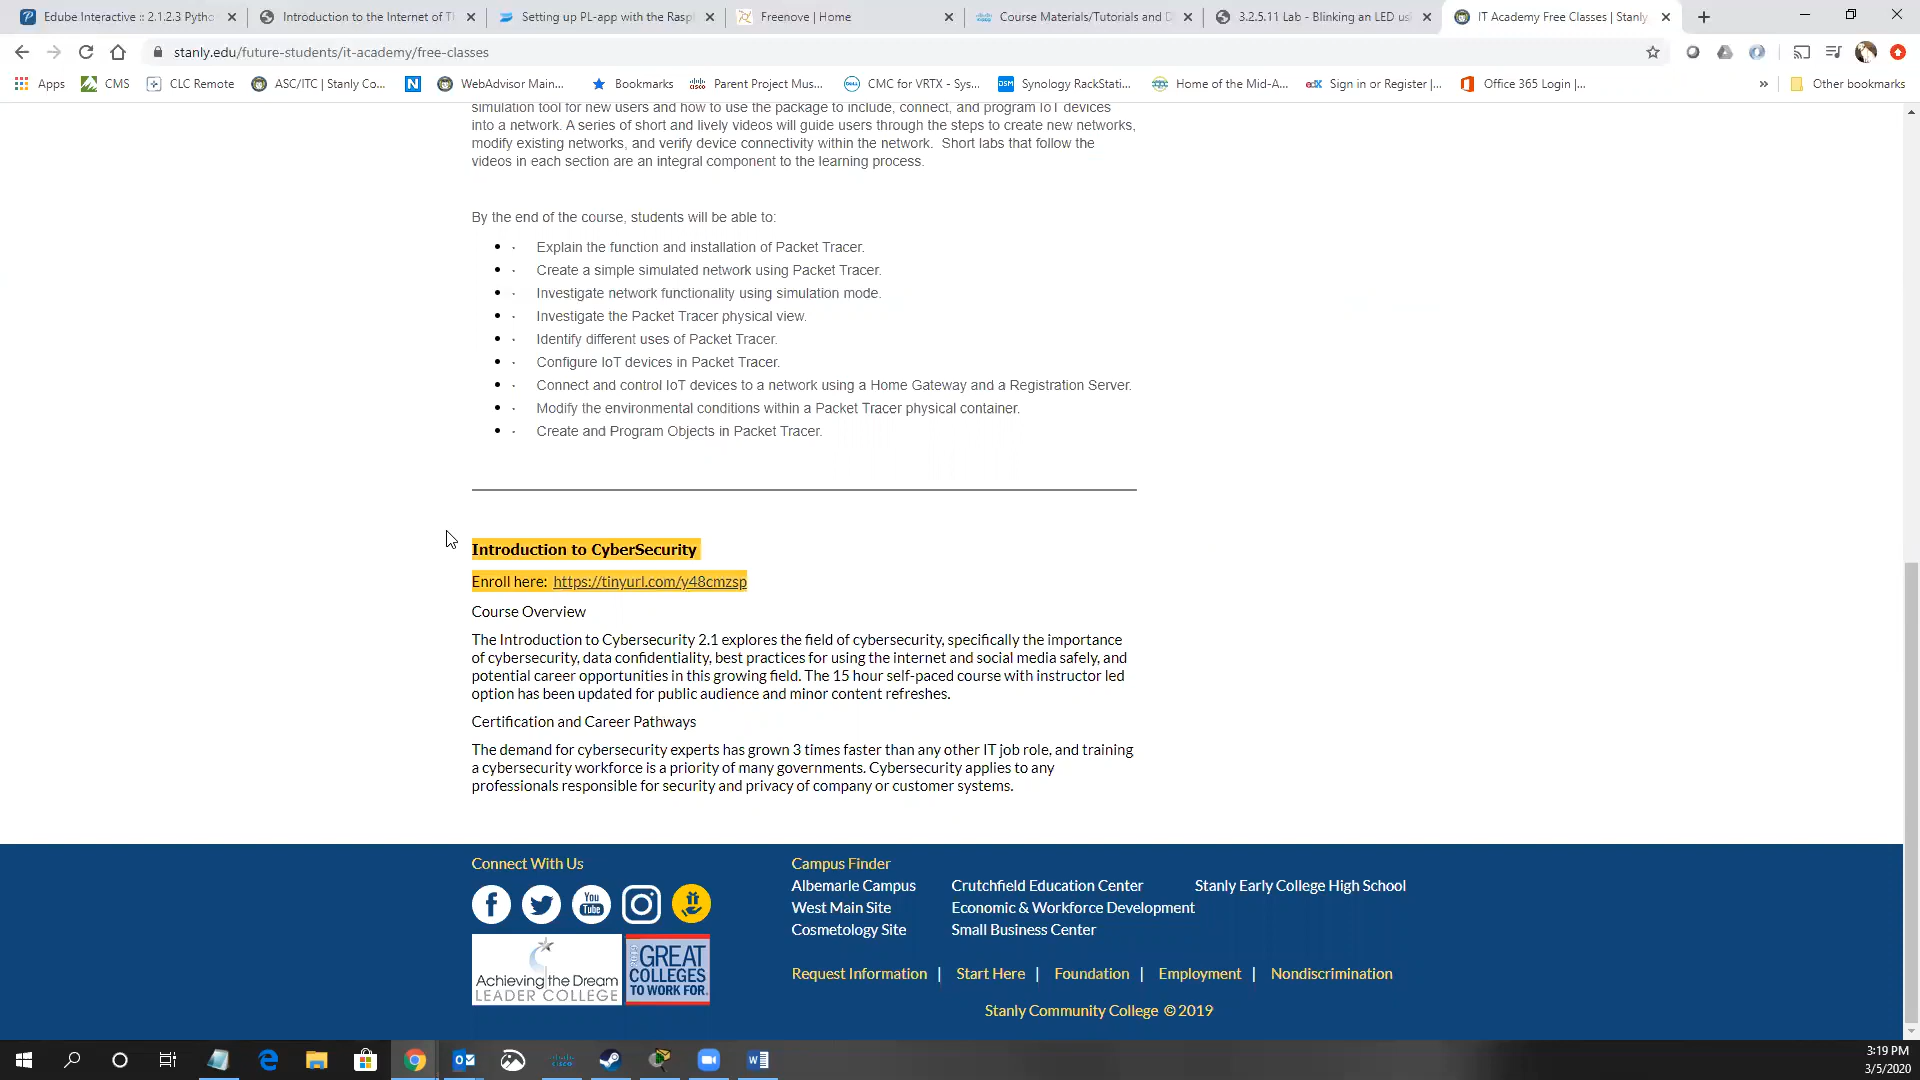 Edube Interactive :: 2.1.2.3 Pytho
Introduction to the Internet of T
Setting up PL-app with the Rasp
Freenove | Home
Course Materials/Tutorials and D
3.2.5.11 Lab - Blinking an LED us
IT Academy Free Classes | Stanly
stanly.edu/future-students/it-academy/free-classes
Apps
CMS
CLC Remote
ASC/ITC | Stanly Co...
WebAdvisor Main...
Bookmarks
Parent Project Mus...
CMC for VRTX - Sys...
Synology RackStati...
Home of the Mid-A...
Sign in or Register |...
Office 365 Login |...
»
Other bookmarks
simulation tool for new users and how to use the package to include, connect, and program IoT devices
into a network. A series of short and lively videos will guide users through the steps to create new networks,
modify existing networks, and verify device connectivity within the network. Short labs that follow the
videos in each section are an integral component to the learning process.
By the end of the course, students will be able to:
• · Explain the function and installation of Packet Tracer.
• · Create a simple simulated network using Packet Tracer.
• · Investigate network functionality using simulation mode.
• · Investigate the Packet Tracer physical view.
• · Identify different uses of Packet Tracer.
• · Configure IoT devices in Packet Tracer.
• · Connect and control IoT devices to a network using a Home Gateway and a Registration Server.
• · Modify the environmental conditions within a Packet Tracer physical container.
• · Create and Program Objects in Packet Tracer.
Introduction to CyberSecurity
Enroll here: https://tinyurl.com/y48cmzsp
Course Overview
The Introduction to Cybersecurity 2.1 explores the field of cybersecurity, specifically the importance
of cybersecurity, data confidentiality, best practices for using the internet and social media safely, and
potential career opportunities in this growing field. The 15 hour self-paced course with instructor led
option has been updated for public audience and minor content refreshes.
Certification and Career Pathways
The demand for cybersecurity experts has grown 3 times faster than any other IT job role, and training
a cybersecurity workforce is a priority of many governments. Cybersecurity applies to any
professionals responsible for security and privacy of company or customer systems.
Connect With Us
You
Tube
Achieving the Dream
LEADER COLLEGE
GREAT
COLLEGES
TO WORK FOR.
Campus Finder
Albemarle Campus
Crutchfield Education Center
Stanly Early College High School
West Main Site
Economic & Workforce Development
Cosmetology Site
Small Business Center
Request Information | Start Here | Foundation | Employment | Nondiscrimination
Stanly Community College © 2019
3:19 PM
3/5/2020